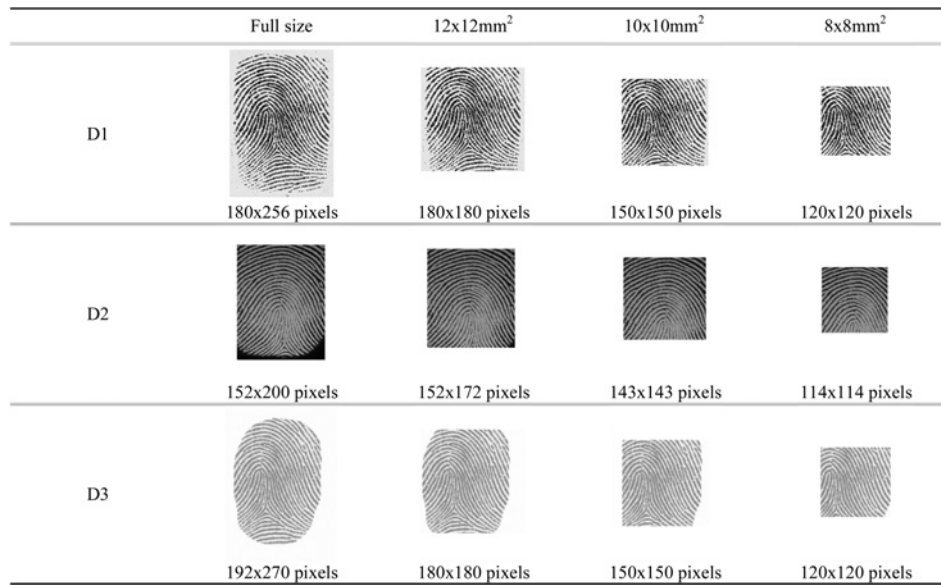 Full size 12x12mm² 10x10mm² 8x8mm²
D1
180x256 pixels 180x180 pixels 150x150 pixels 120x120 pixels
D2
152x200 pixels 152x172 pixels 143x143 pixels 114x114 pixels
D3
192x270 pixels 180x180 pixels 150x150 pixels 120x120 pixels